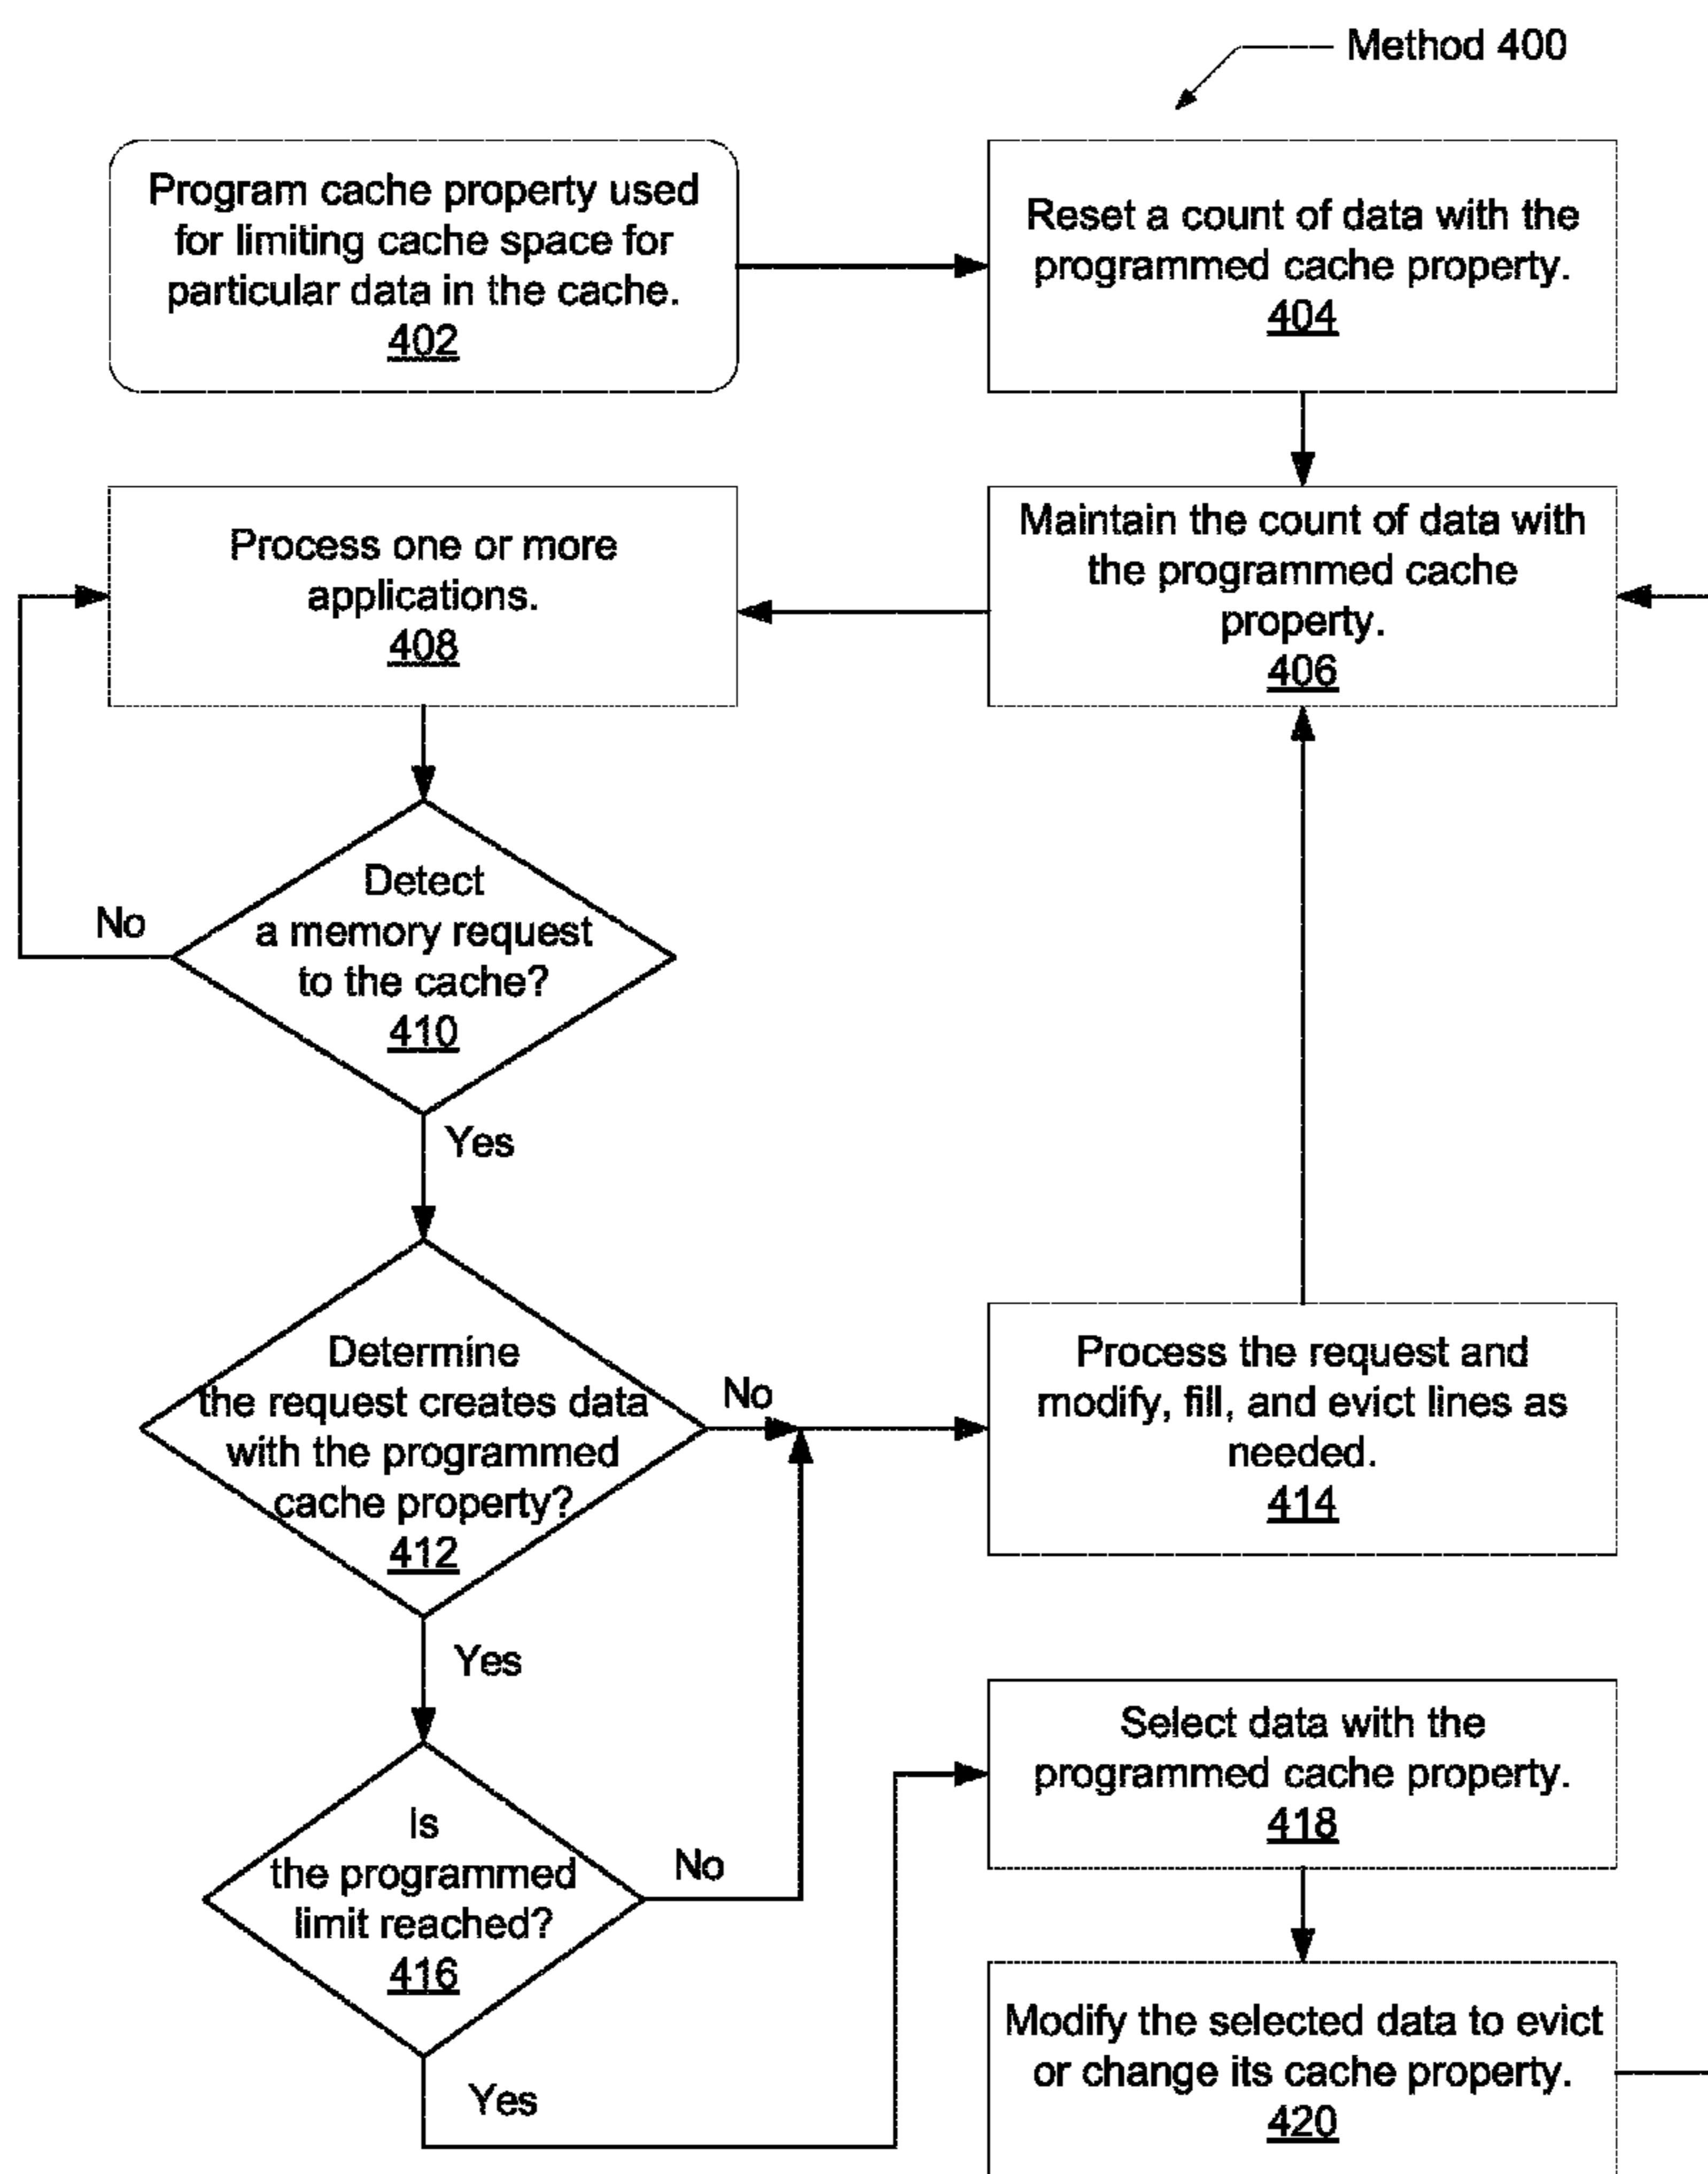 Method 400
Program cache property used
for limiting cache space for
particular data in the cache.
402
Reset a count of data with the
programmed cache property.
404
Maintain the count of data with
the programmed cache
property.
406
Process one or more
applications.
408
Detect
a memory request
to the cache?
410
No
Yes
Determine
the request creates data
with the programmed
cache property?
412
No
Process the request and
modify, fill, and evict lines as
needed.
414
Yes
Is
the programmed
limit reached?
416
No
Yes
Select data with the
programmed cache property.
418
Modify the selected data to evict
or change its cache property.
420